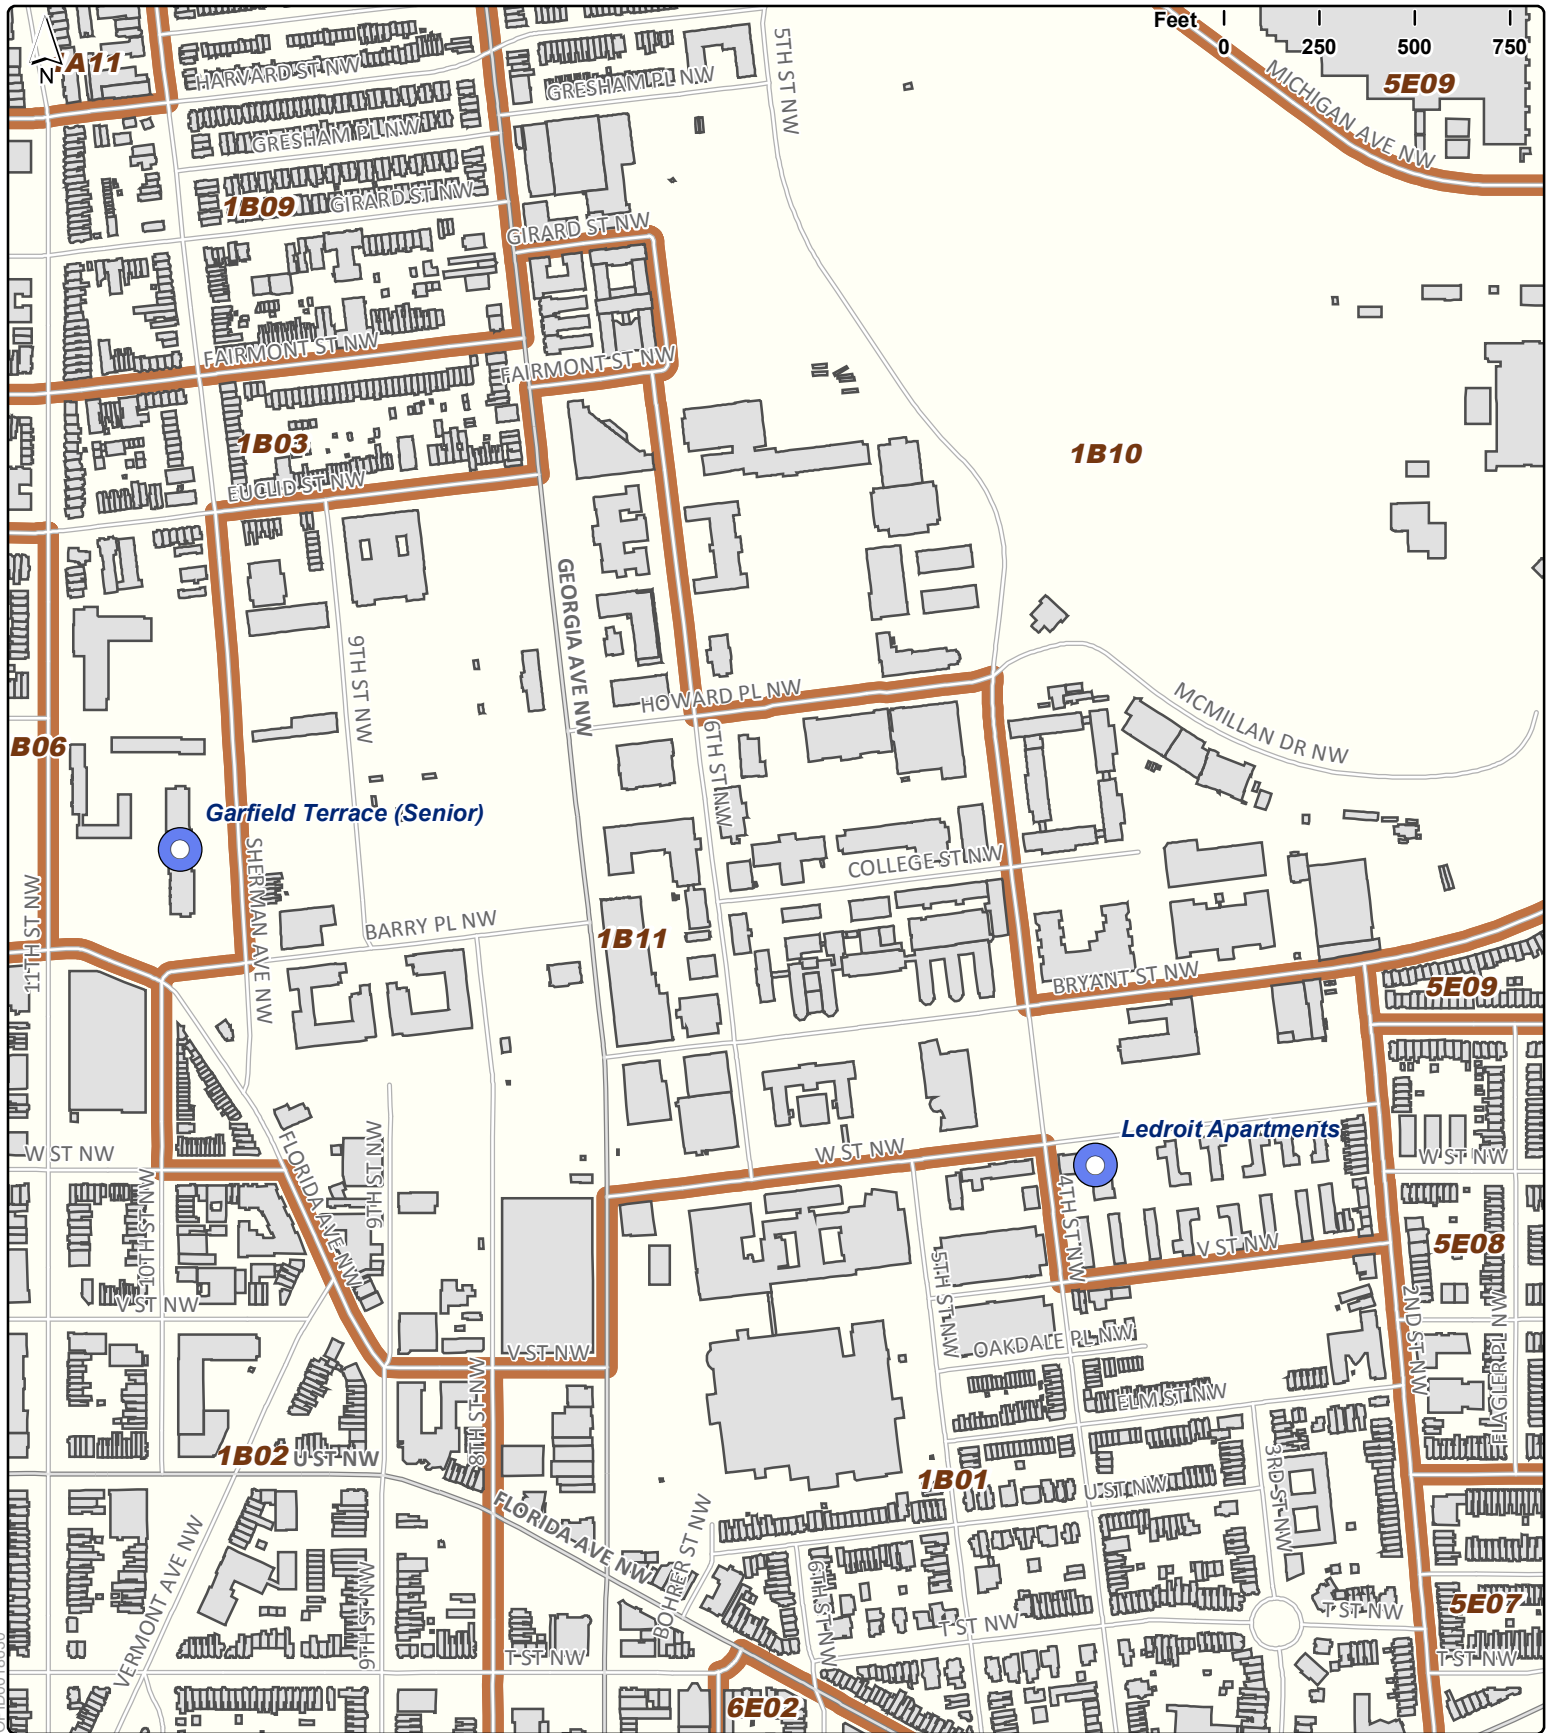 Feet
0 250 500 750
N
A11
HARVARD ST NW
GRESHAM PL NW
5TH ST NW
MICHIGAN AVE NW
5E09
GRESHAM PL NW
1B09
GIRARD ST NW
GIRARD ST NW
FAIRMONT ST NW
FAIRMONT ST NW
1B03
1B10
EUCLID ST NW
GEORGIA AVE NW
9TH ST NW
HOWARD PL NW
6TH ST NW
MCMILLAN DR NW
B06
Garfield Terrace (Senior)
SHERMAN AVE NW
COLLEGE ST NW
11TH ST NW
BARRY PL NW
1B11
BRYANT ST NW
5E09
W ST NW
FLORIDA AVE NW
9TH ST NW
W ST NW
Ledroit Apartments
W ST NW
10TH ST NW
4TH ST NW
V ST NW
5E08
V ST NW
5TH ST NW
2ND ST NW
FLAGLER PL NW
V ST NW
OAKDALE PL NW
8TH ST NW
ELM ST NW
1B02
U ST NW
1B01
U ST NW
3RD ST NW
FLORIDA AVE NW
VERMONT AVE NW
9TH ST NW
BOHRER ST NW
6TH ST NW
T ST NW
T ST NW
5E07
T ST NW
T ST NW
6E02